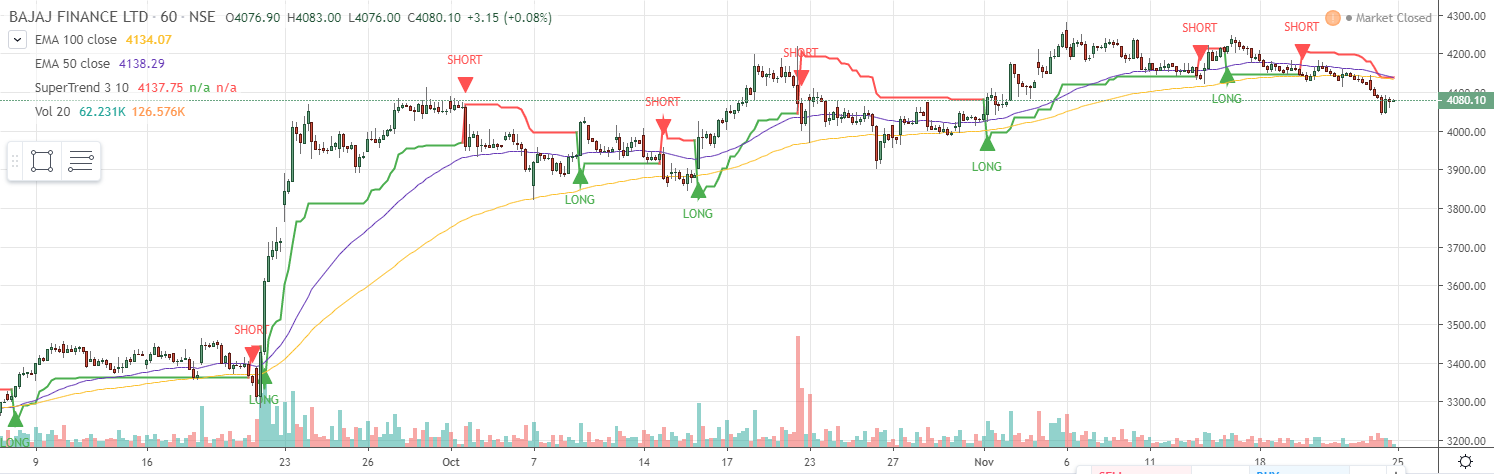 BAJAJ FINANCE LTD · 60 · NSE O4076.90 H4083.00 L4076.00 C4080.10 +3.15 (+0.08%)
Market Closed
EMA 100 close 4134.07
EMA 50 close 4138.29
SuperTrend 3 10 4137.75 n/a n/a
Vol 20 62.231K 126.576K
SHORT
SHORT
SHORT
SHORT
SHORT
SHORT
LONG
LONG
LONG
LONG
LONG
LONG
LONG
4300.00
4200.00
4080.10
4000.00
3900.00
3800.00
3700.00
3600.00
3500.00
3400.00
3300.00
3200.00
9 16 23 26 Oct 7 14 17 23 27 Nov 6 11 18 25